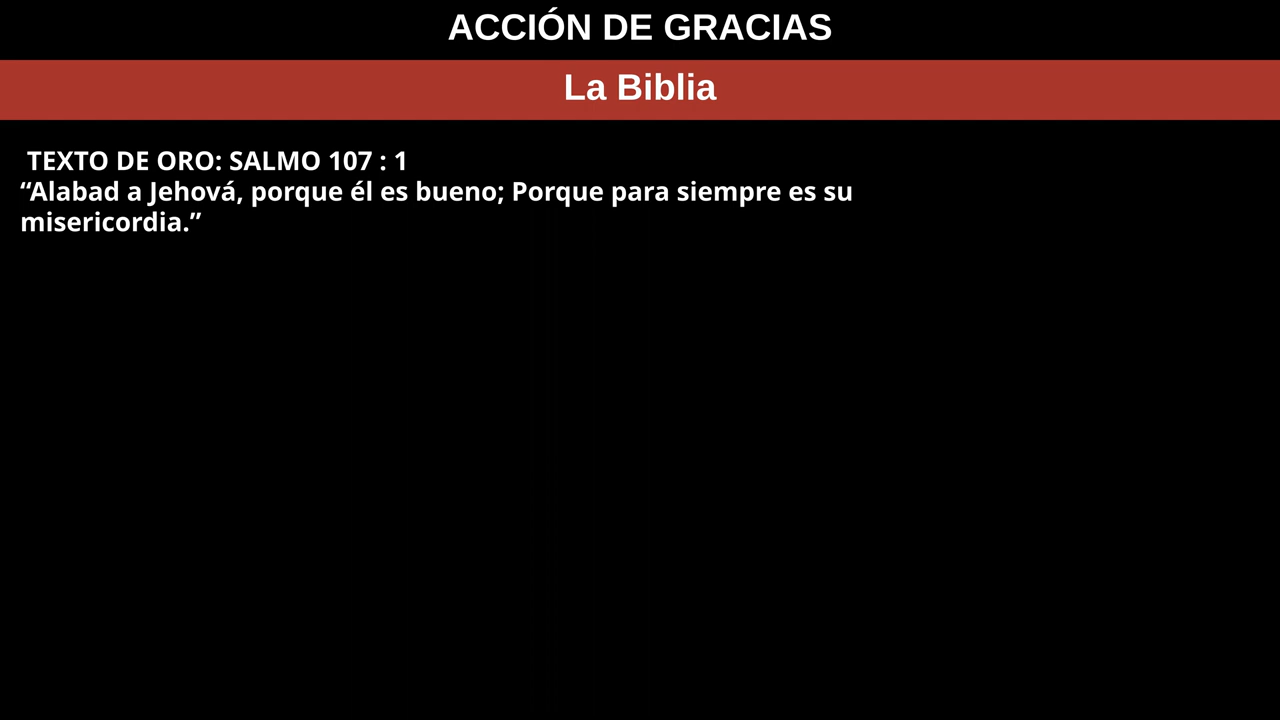 ACCIÓN DE GRACIAS
La Biblia
TEXTO DE ORO: SALMO 107 : 1
“Alabad a Jehová, porque él es bueno; Porque para siempre es su
misericordia.”